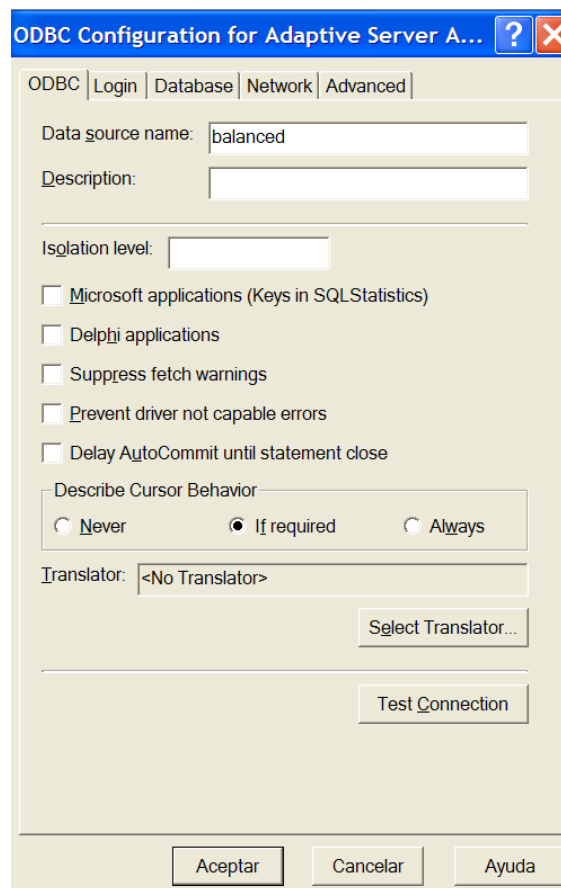 ODBC Configuration for Adaptive Server A...
ODBC Login Database Network Advanced
Data source name: balanced
Description:
Isolation level:
Microsoft applications (Keys in SQLStatistics)
Delphi applications
Suppress fetch warnings
Prevent driver not capable errors
Delay AutoCommit until statement close
Describe Cursor Behavior
Never If required Always
Translator: <No Translator>
Select Translator...
Test Connection
Aceptar Cancelar Ayuda